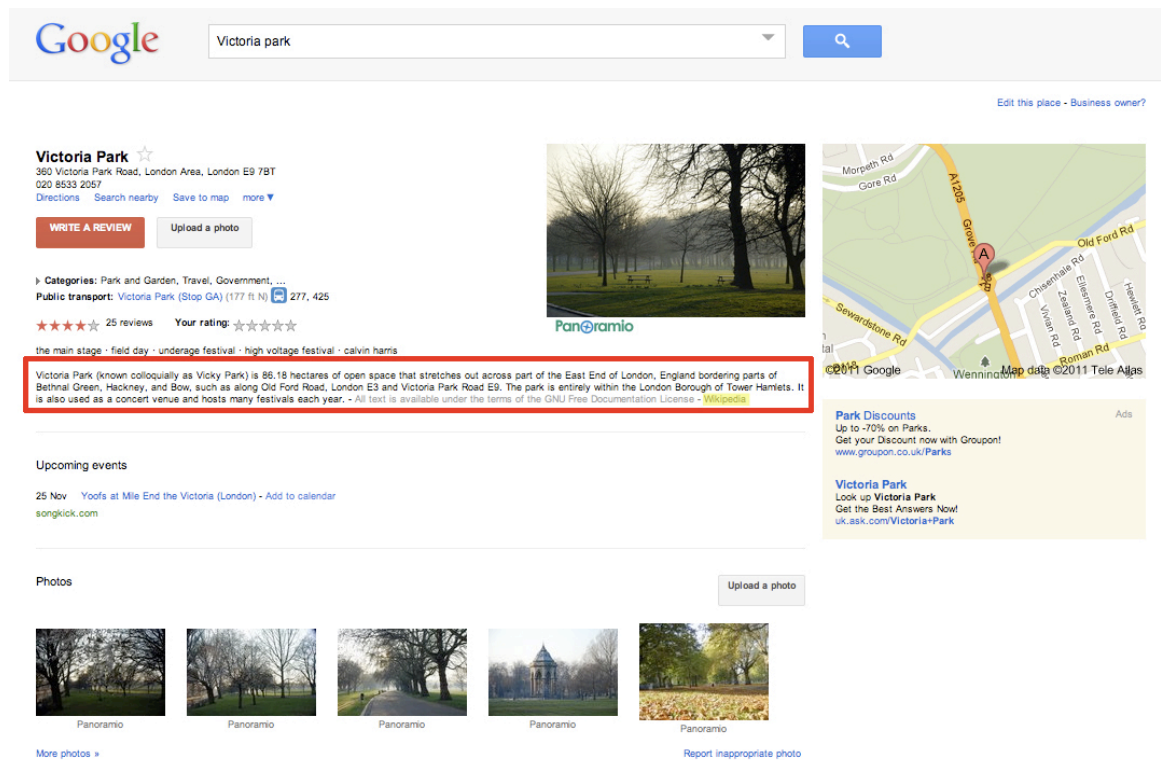 Google
Victoria park
Edit this place - Business owner?
Victoria Park
360 Victoria Park Road, London Area, London E9 7BT
020 8533 2057
Directions Search nearby Save to map more ▼
WRITE A REVIEW Upload a photo
Categories: Park and Garden, Travel, Government, ...
Public transport: Victoria Park (Stop GA) (177 ft N) 277, 425
25 reviews Your rating:
the main stage · field day · underage festival · high voltage festival · calvin harris
Victoria Park (known colloquially as Vicky Park) is 86.18 hectares of open space that stretches out across part of the East End of London, England bordering parts of
Bethnal Green, Hackney, and Bow, such as along Old Ford Road, London E3 and Victoria Park Road E9. The park is entirely within the London Borough of Tower Hamlets. It
is also used as a concert venue and hosts many festivals each year. - All text is available under the terms of the GNU Free Documentation License - Wikipedia
Upcoming events
25 Nov Yoofs at Mile End the Victoria (London) - Add to calendar
songkick.com
Photos
Upload a photo
Panoramio
Panoramio
Panoramio
Panoramio
Panoramio
More photos »
Report inappropriate photo
Panoramio
Morpeth Rd
Gore Rd
A1205
Grove
A
Old Ford Rd
Chisenhale Rd
Ellesmere Rd
Zealand Rd
Vivian Rd
Driffield Rd
Hewlett Rd
Sewardstone Rd
Roman Rd
Wennington
©2011 Google
Map data ©2011 Tele Atlas
Park Discounts
Ads
Up to -70% on Parks.
Get your Discount now with Groupon!
www.groupon.co.uk/Parks
Victoria Park
Look up Victoria Park
Get the Best Answers Now!
uk.ask.com/Victoria+Park